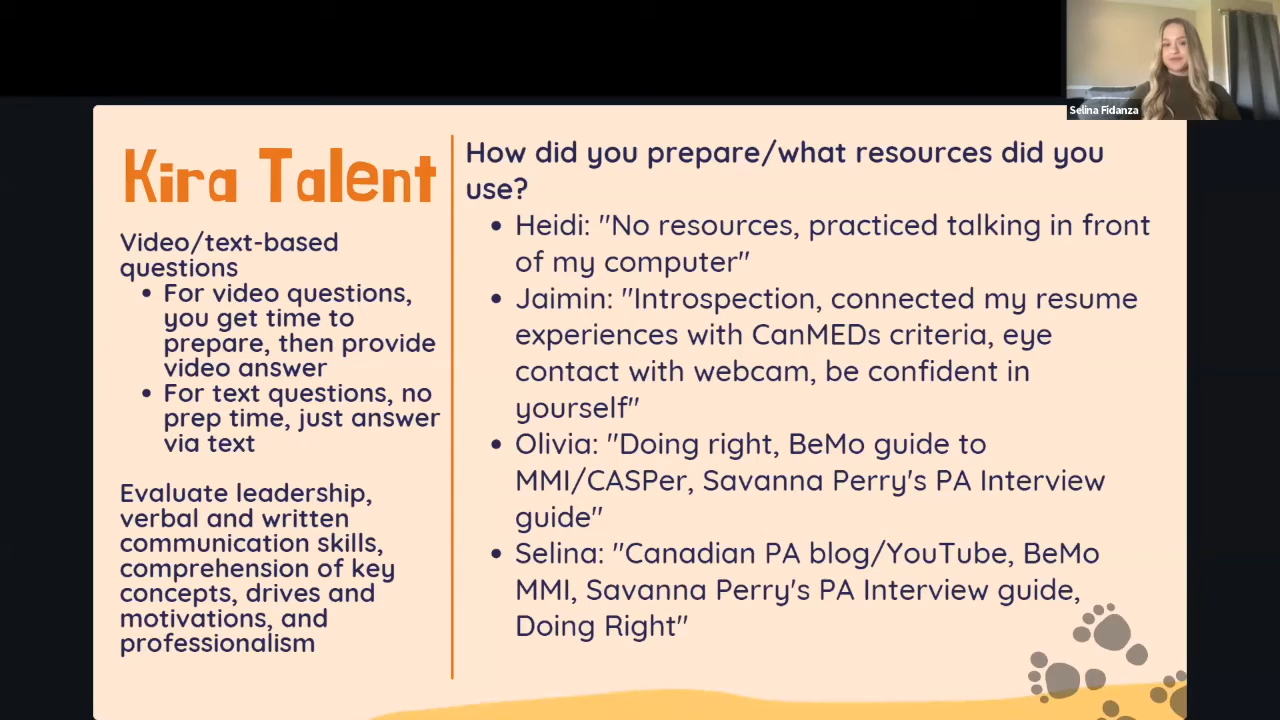 Selina Fidanza
Kira Talent
Video/text-based
questions
• For video questions,
you get time to
prepare, then provide
video answer
• For text questions, no
prep time, just answer
via text
Evaluate leadership,
verbal and written
communication skills,
comprehension of key
concepts, drives and
motivations, and
professionalism
How did you prepare/what resources did you
use?
• Heidi: "No resources, practiced talking in front
of my computer"
• Jaimin: "Introspection, connected my resume
experiences with CanMEDs criteria, eye
contact with webcam, be confident in
yourself"
• Olivia: "Doing right, BeMo guide to
MMI/CASPer, Savanna Perry's PA Interview
guide"
• Selina: "Canadian PA blog/YouTube, BeMo
MMI, Savanna Perry's PA Interview guide,
Doing Right"